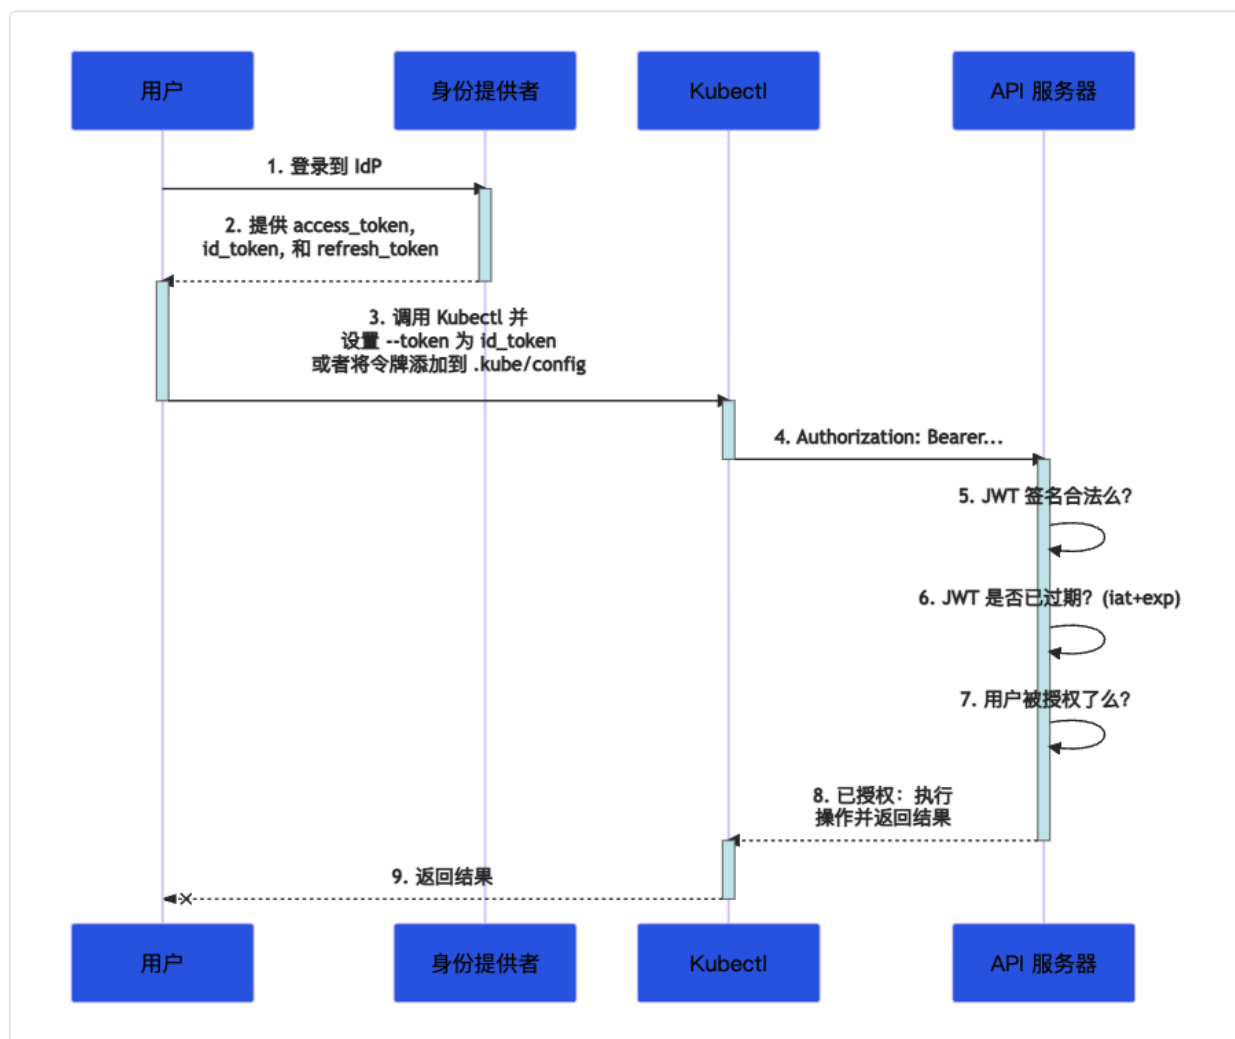 用户
身份提供者
Kubectl
API 服务器
1. 登录到 IdP
2. 提供 access_token,
id_token, 和 refresh_token
3. 调用 Kubectl 并
设置 --token 为 id_token
或者将令牌添加到 .kube/config
4. Authorization: Bearer...
5. JWT 签名合法么？
6. JWT 是否已过期？(iat+exp)
7. 用户被授权了么？
8. 已授权：执行
操作并返回结果
9. 返回结果
用户
身份提供者
Kubectl
API 服务器